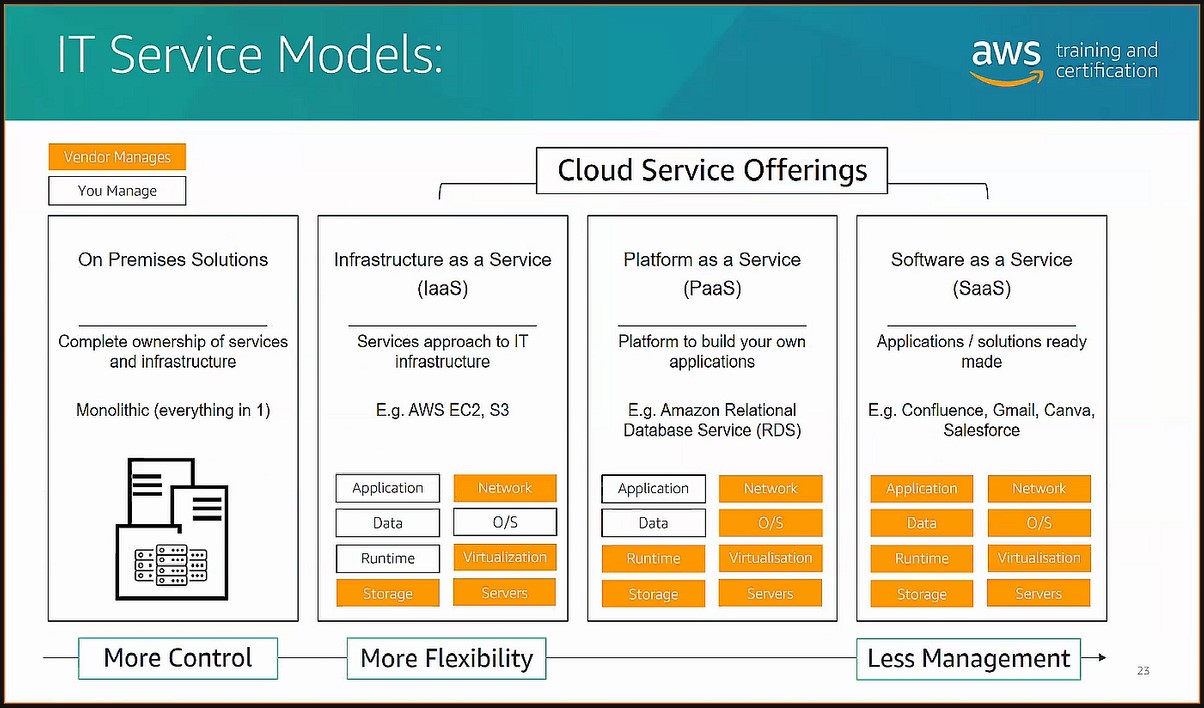 IT Service Models:
aws training and
certification
Vendor Manages
You Manage
Cloud Service Offerings
On Premises Solutions
Complete ownership of services
and infrastructure
Monolithic (everything in 1)
Infrastructure as a Service
(IaaS)
Services approach to IT
infrastructure
E.g. AWS EC2, S3
Application Network
Data O/S
Runtime Virtualization
Storage Servers
Platform as a Service
(PaaS)
Platform to build your own
applications
E.g. Amazon Relational
Database Service (RDS)
Application Network
Data O/S
Runtime Virtualisation
Storage Servers
Software as a Service
(SaaS)
Applications / solutions ready
made
E.g. Confluence, Gmail, Canva,
Salesforce
Application Network
Data O/S
Runtime Virtualisation
Storage Servers
More Control
More Flexibility
Less Management
23